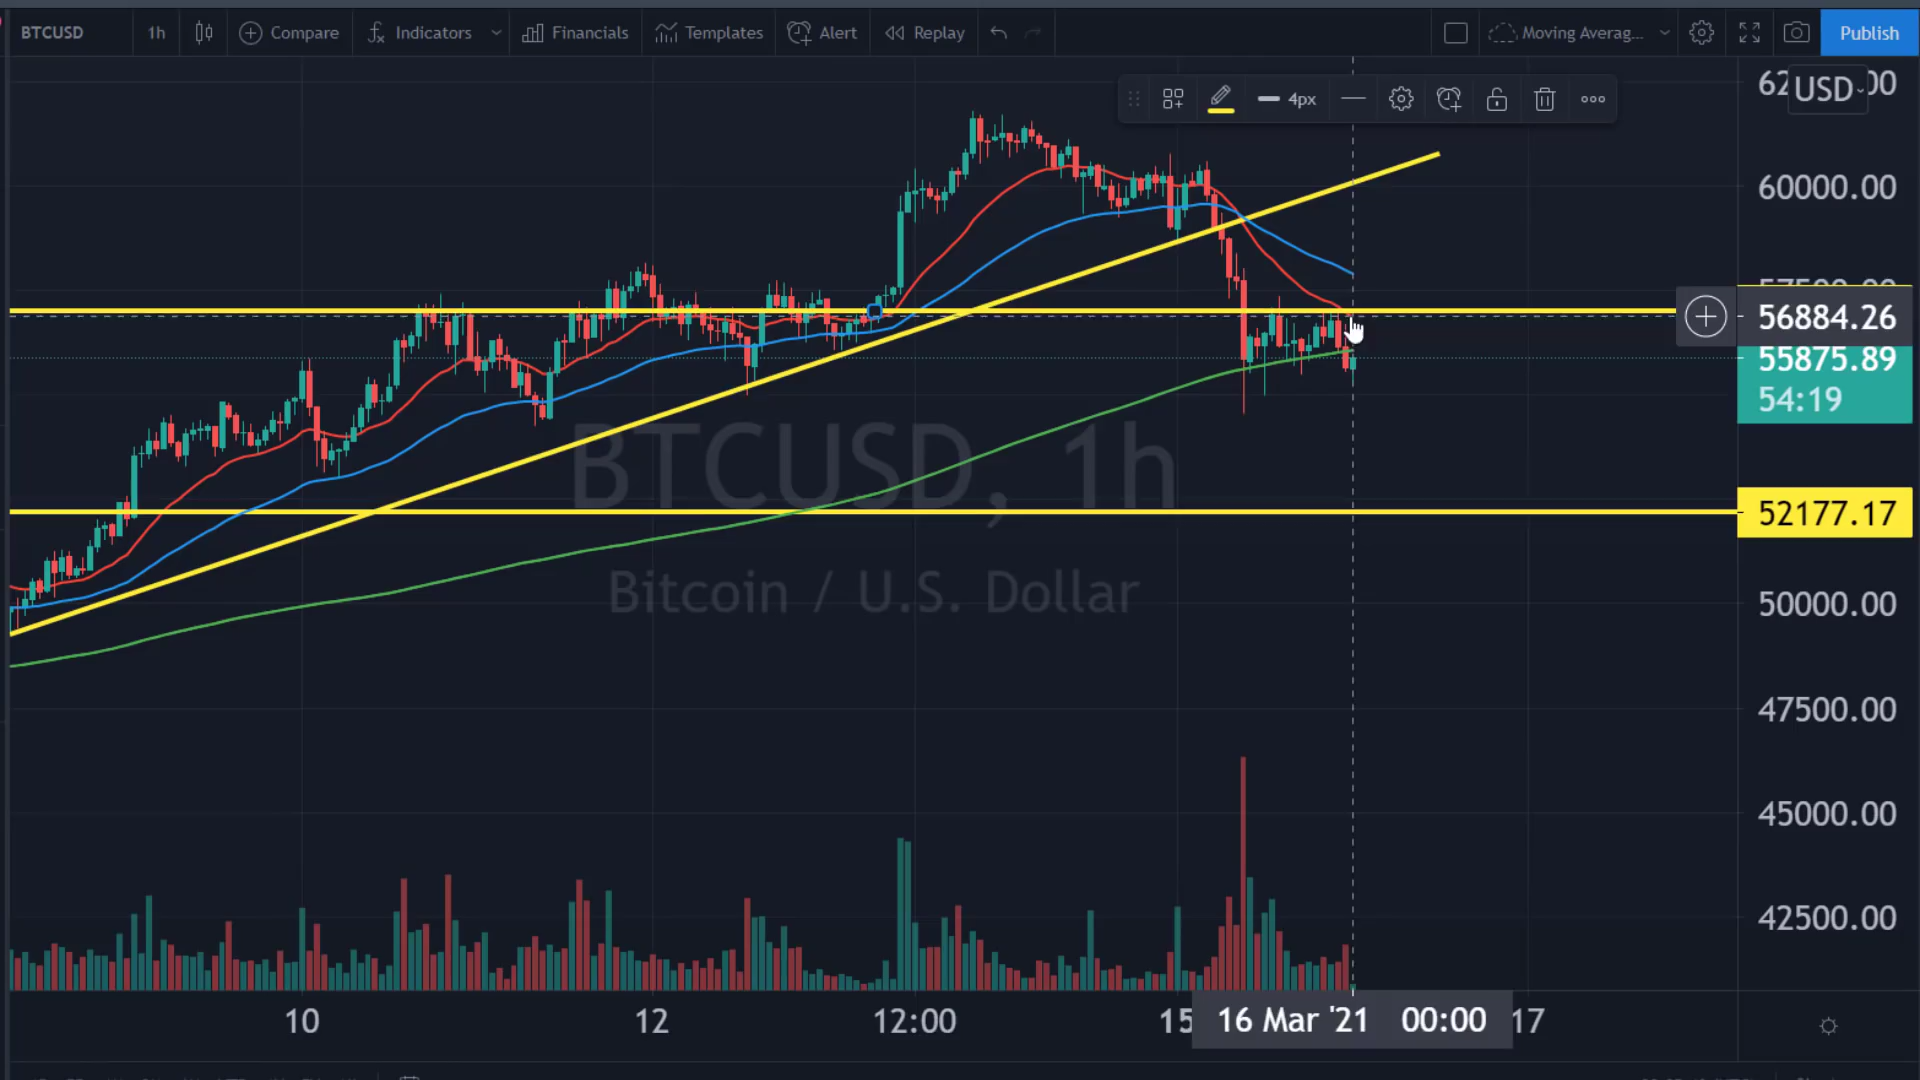 BTCUSD 1h Compare Indicators Financials Templates Alert Replay Moving Averag... Publish
4px
USD
60000.00
56884.26
55875.89
54:19
BTCUSD, 1h
52177.17
Bitcoin / U.S. Dollar
50000.00
47500.00
45000.00
42500.00
10 12 12:00 15 16 Mar '21 00:00 17